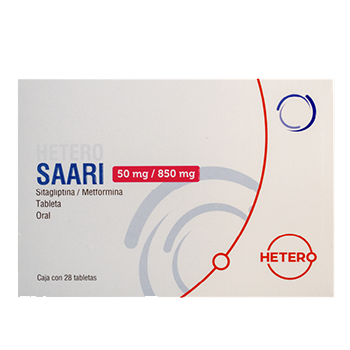 HETERO
SAARI 50 mg / 850 mg
Sitagliptina / Metformina
Tableta
Oral
Caja con 28 tabletas
HETERO